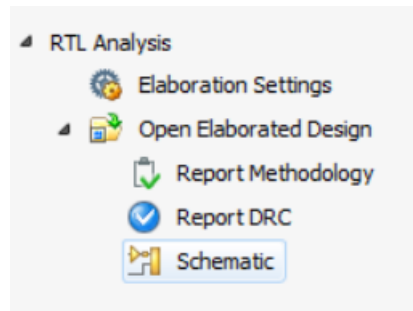 RTL Analysis
Elaboration Settings
Open Elaborated Design
Report Methodology
Report DRC
Schematic